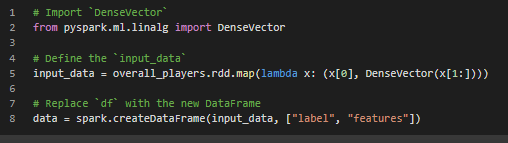 1 # Import `DenseVector`
2 from pyspark.ml.linalg import DenseVector
3
4 # Define the `input_data`
5 input_data = overall_players.rdd.map(lambda x: (x[0], DenseVector(x[1:])))
6
7 # Replace `df` with the new DataFrame
8 data = spark.createDataFrame(input_data, ["label", "features"])